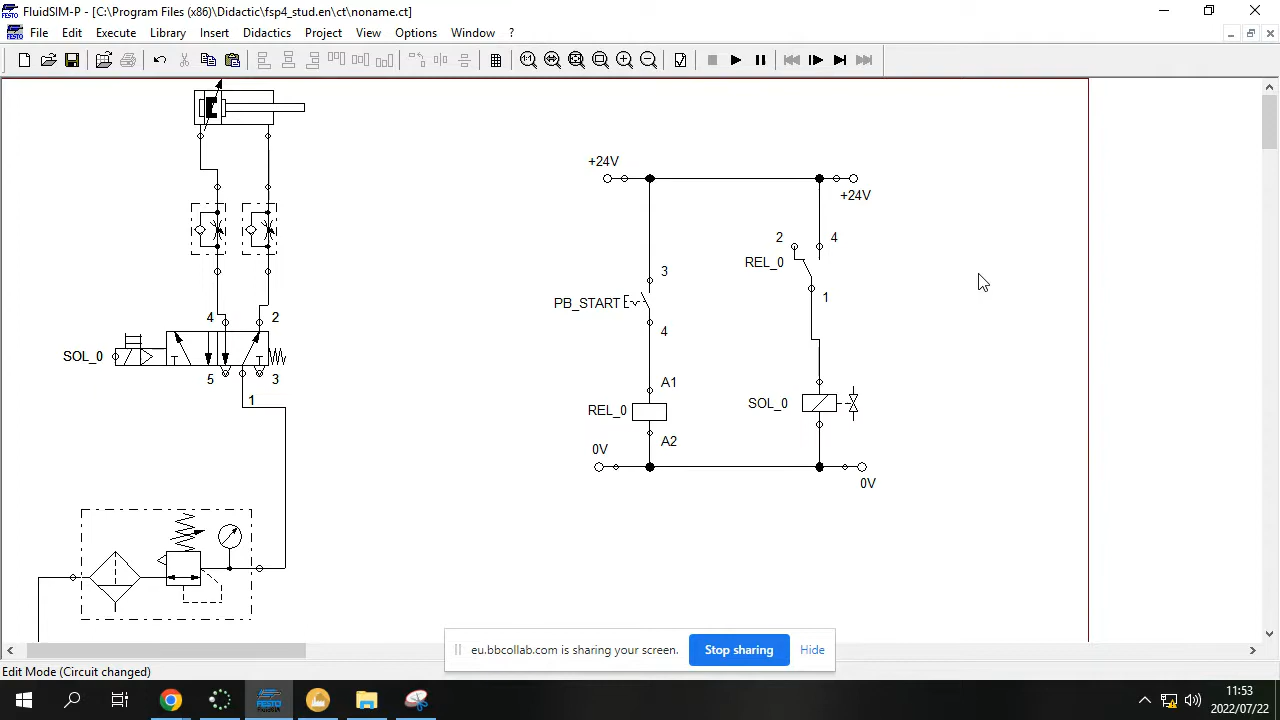 FluidSIM-P - [C:\Program Files (x86)\Didactic\fsp4_stud.en\ct\noname.ct]
File Edit Execute Library Insert Didactics Project View Options Window ?
+24V
+24V
2 4
REL_0
1
3
PB_START
4
A1
REL_0
A2
SOL_0
0V
0V
4 2
SOL_0
5 3
1
eu.bbcollab.com is sharing your screen. Stop sharing Hide
Edit Mode (Circuit changed)
FESTO
11:53
2022/07/22